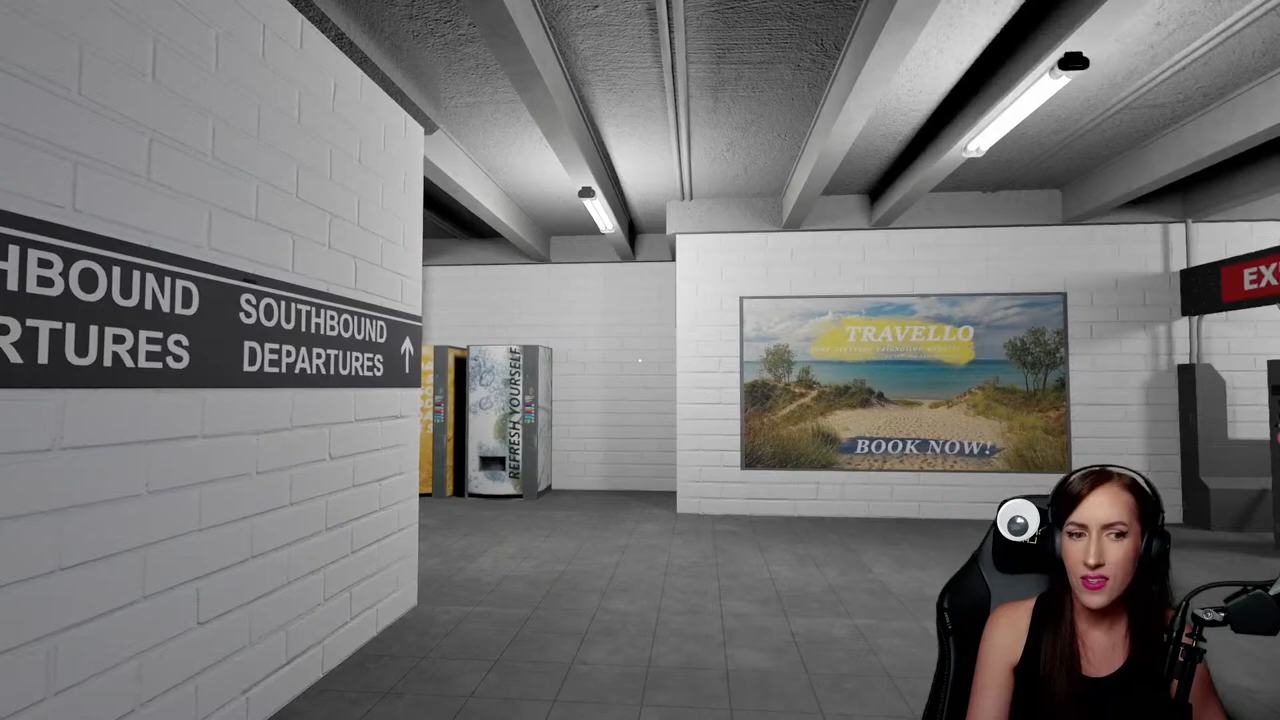 HBOUND
RTURES
SOUTHBOUND
DEPARTURES
REFRESH YOURSELF
TRAVELLO
BOOK NOW!
EX